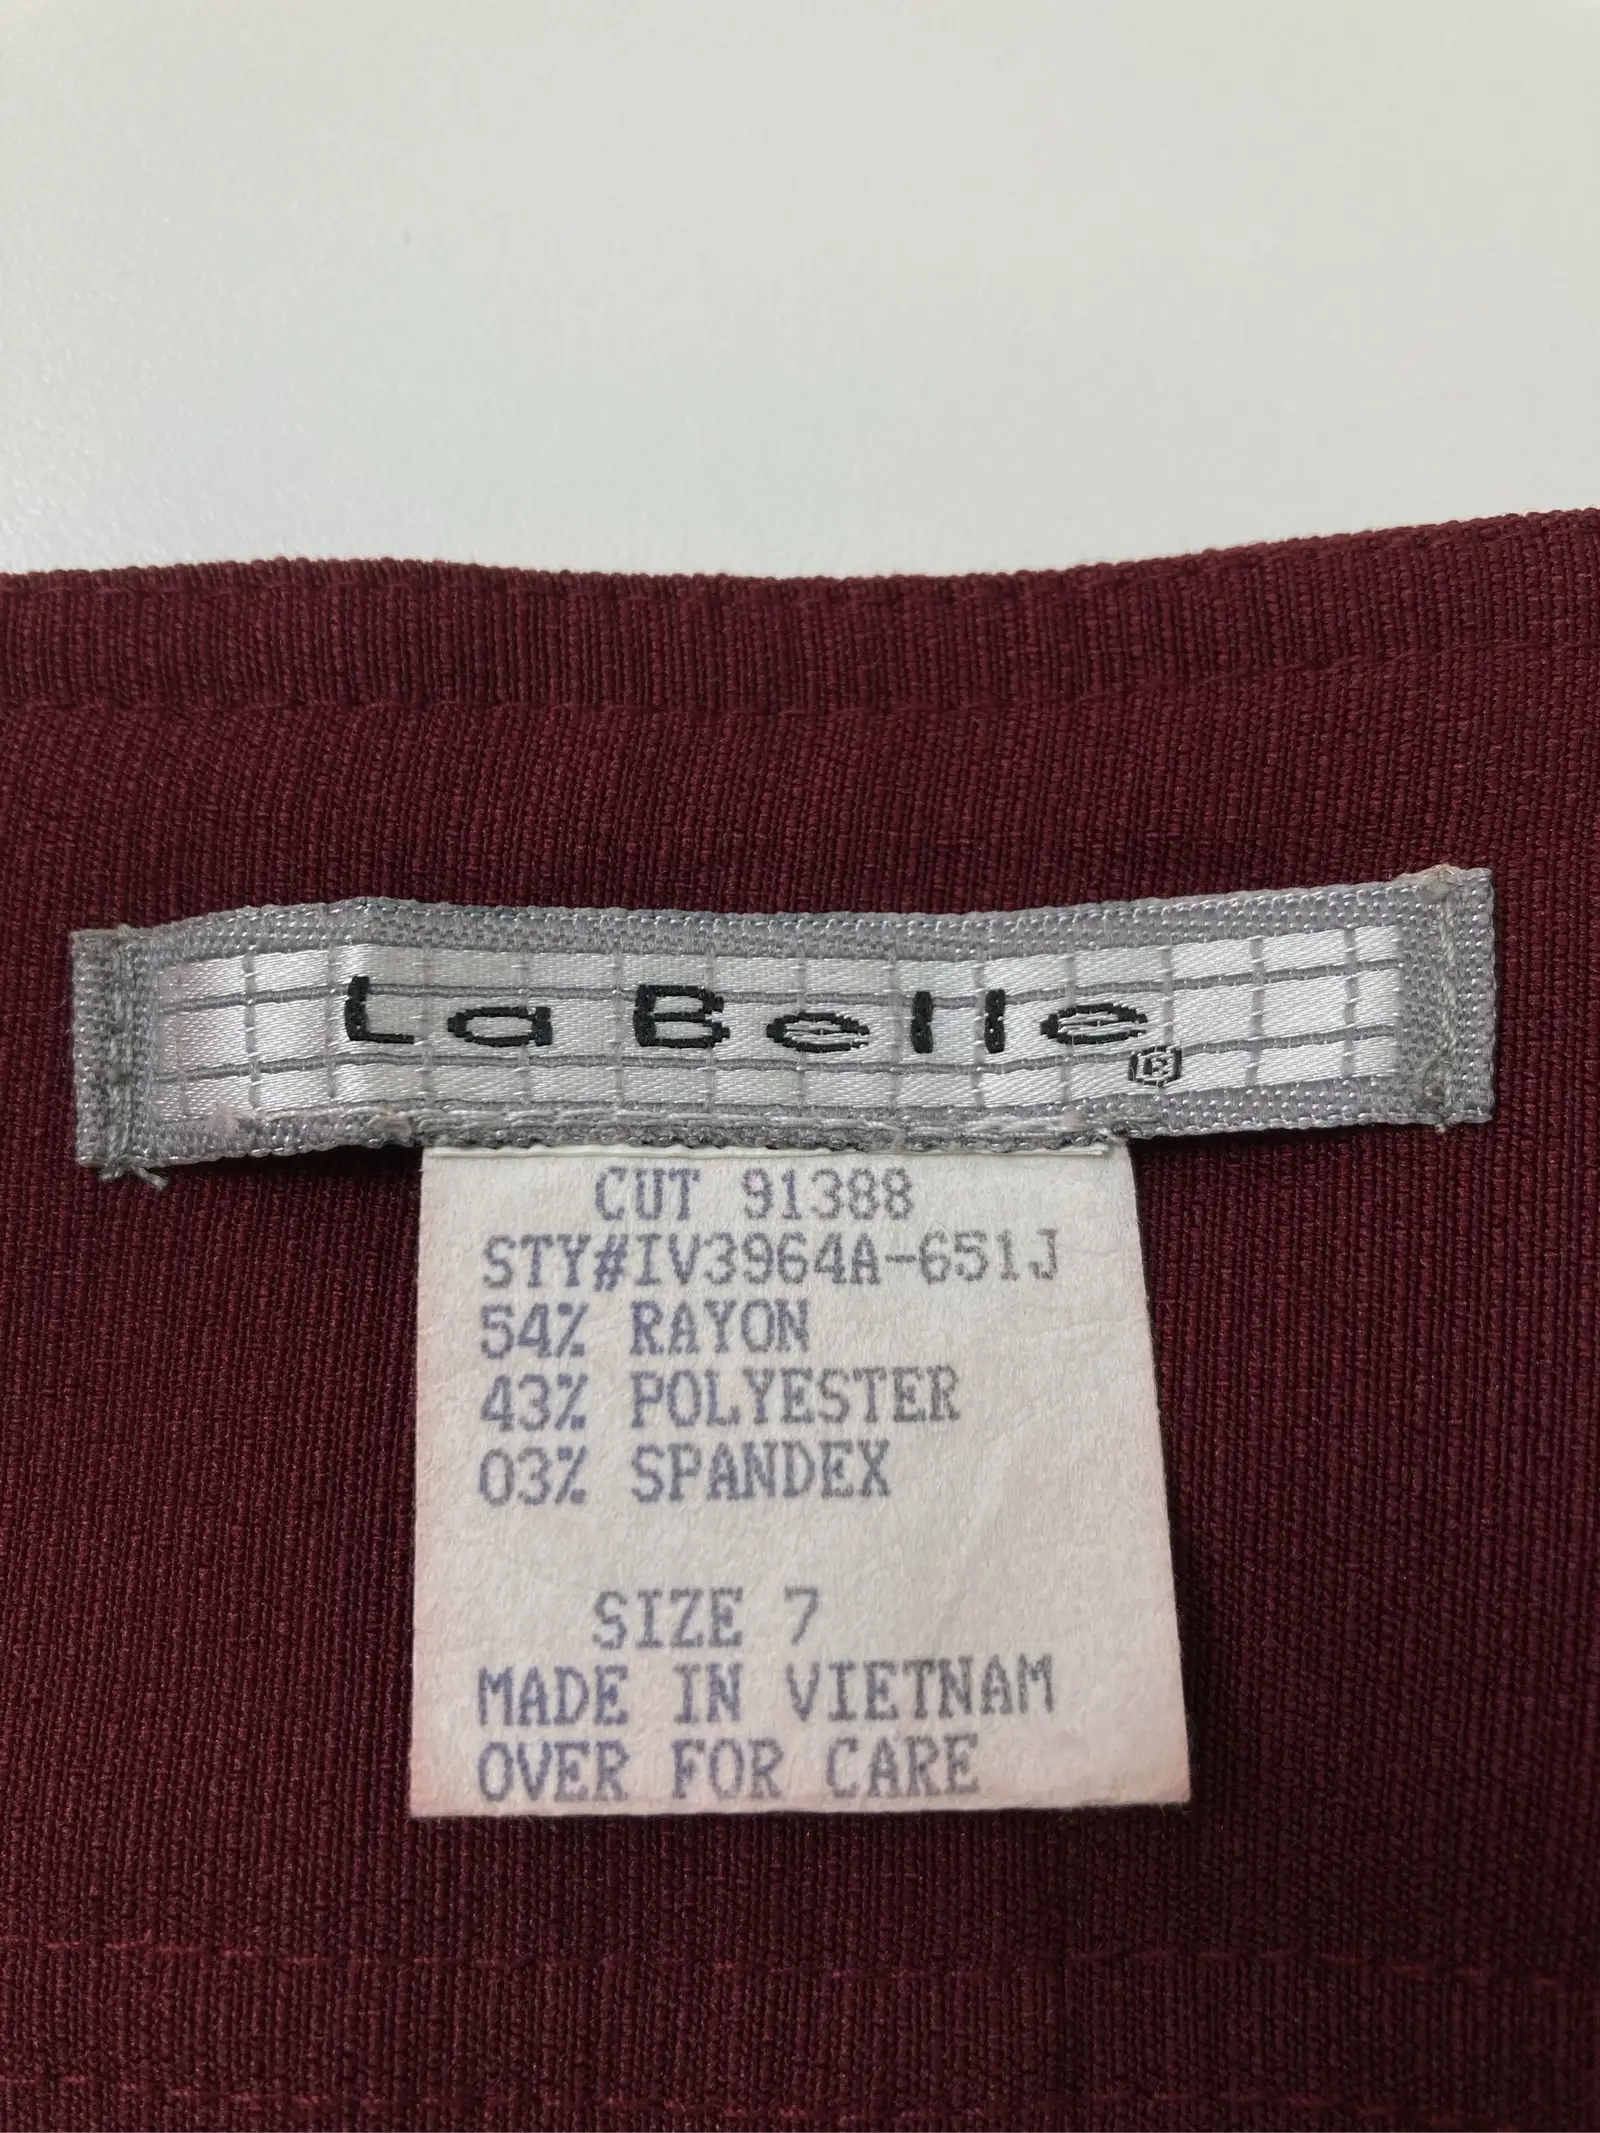 La Belle®
CUT 91388
STY#IV3964A-651J
54% RAYON
43% POLYESTER
03% SPANDEX
SIZE 7
MADE IN VIETNAM
OVER FOR CARE